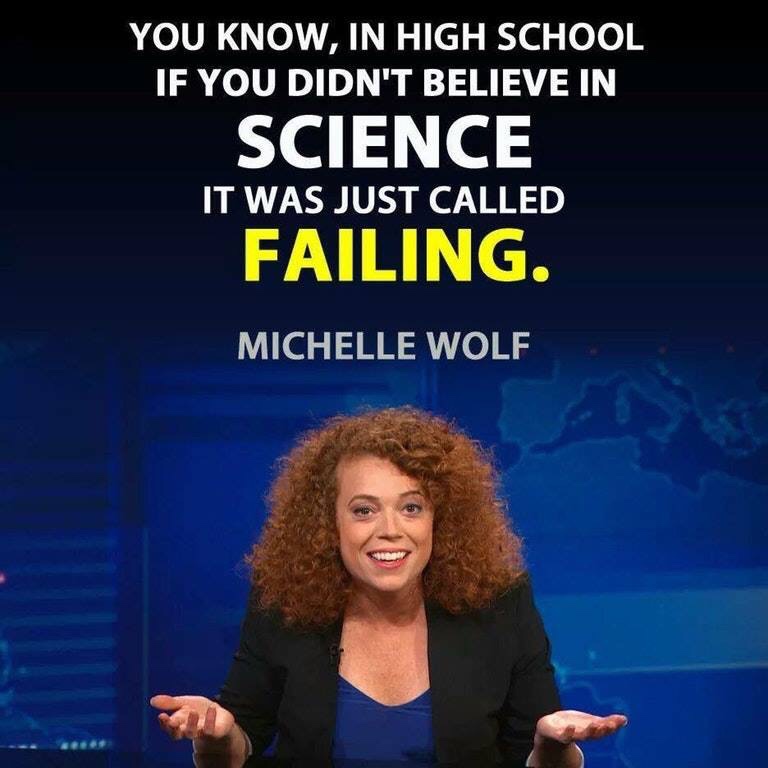 YOU KNOW, IN HIGH SCHOOL
IF YOU DIDN'T BELIEVE IN
SCIENCE
IT WAS JUST CALLED
FAILING.
MICHELLE WOLF